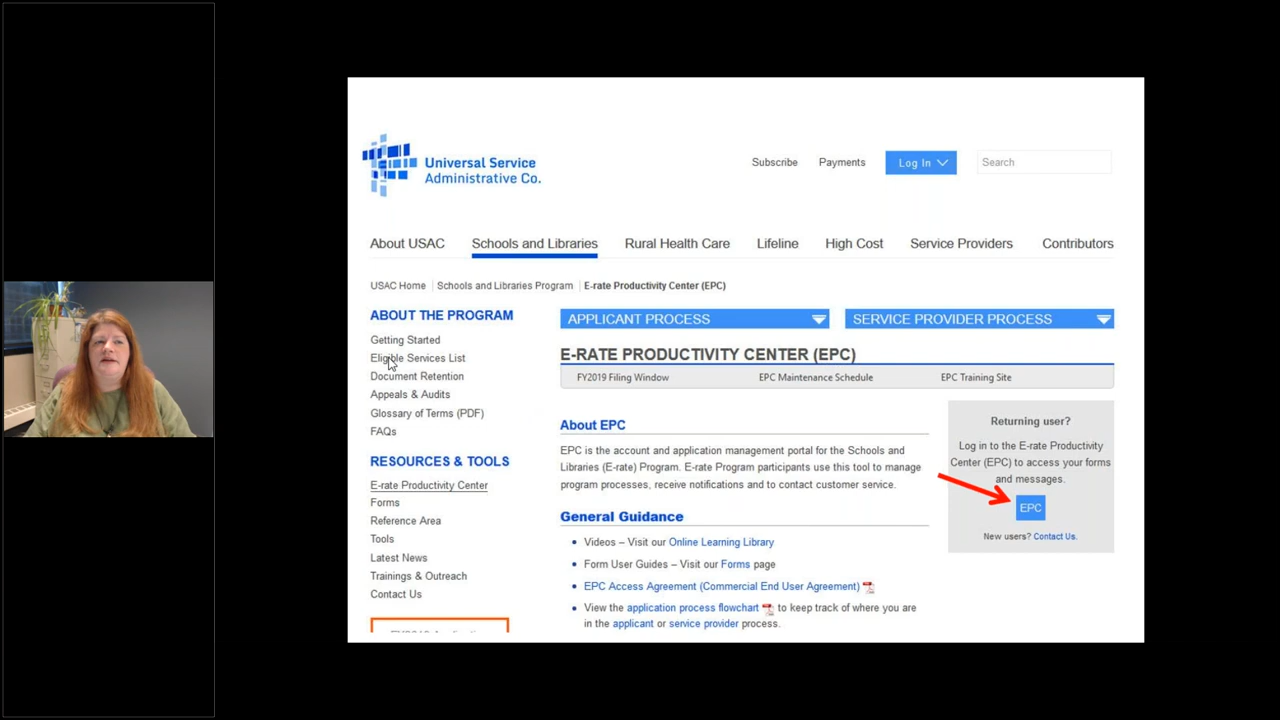 Universal Service
Administrative Co.
Subscribe
Payments
Log In
Search
About USAC
Schools and Libraries
Rural Health Care
Lifeline
High Cost
Service Providers
Contributors
USAC Home
Schools and Libraries Program
E-rate Productivity Center (EPC)
ABOUT THE PROGRAM
Getting Started
Eligible Services List
Document Retention
Appeals & Audits
Glossary of Terms (PDF)
FAQs
RESOURCES & TOOLS
E-rate Productivity Center
Forms
Reference Area
Tools
Latest News
Trainings & Outreach
Contact Us
APPLICANT PROCESS
SERVICE PROVIDER PROCESS
E-RATE PRODUCTIVITY CENTER (EPC)
FY2019 Filing Window
EPC Maintenance Schedule
EPC Training Site
About EPC
EPC is the account and application management portal for the Schools and
Libraries (E-rate) Program. E-rate Program participants use this tool to manage
program processes, receive notifications and to contact customer service.
General Guidance
• Videos – Visit our Online Learning Library
• Form User Guides – Visit our Forms page
• EPC Access Agreement (Commercial End User Agreement)
• View the application process flowchart to keep track of where you are
in the applicant or service provider process.
Returning user?
Log in to the E-rate Productivity
Center (EPC) to access your forms
and messages.
EPC
New users? Contact Us.